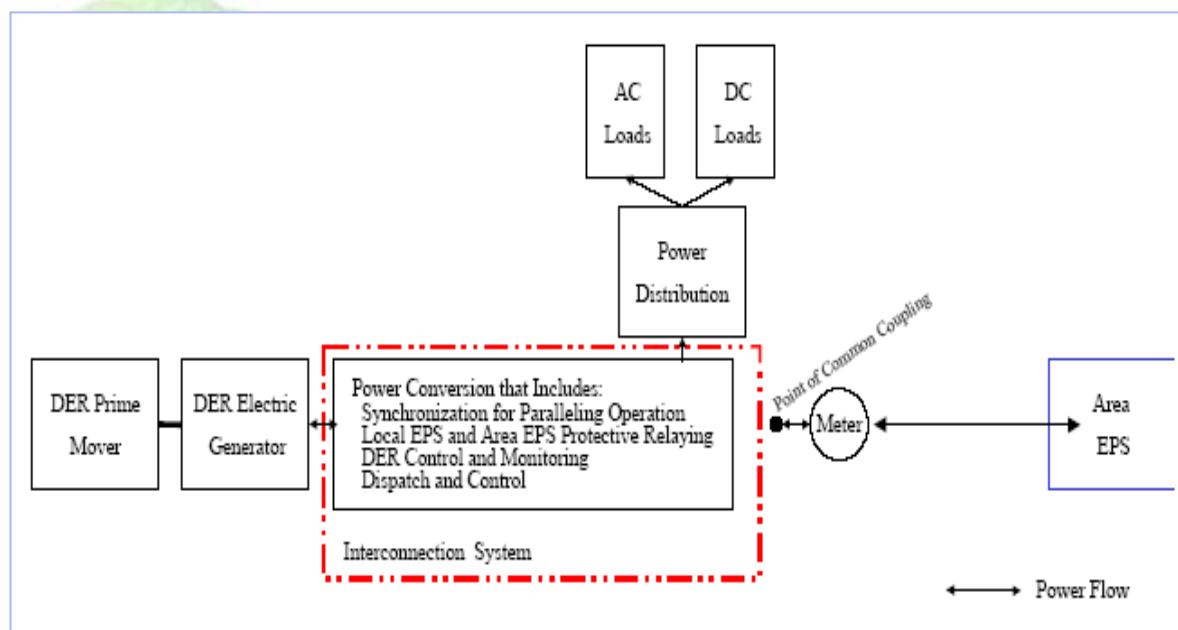 AC
Loads
DC
Loads
Power
Distribution
Point of Common Coupling
DER Prime
Mover
DER Electric
Generator
Power Conversion that Includes:
Synchronization for Paralleling Operation
Local EPS and Area EPS Protective Relaying
DER Control and Monitoring
Dispatch and Control
Interconnection System
Meter
Area
EPS
Power Flow